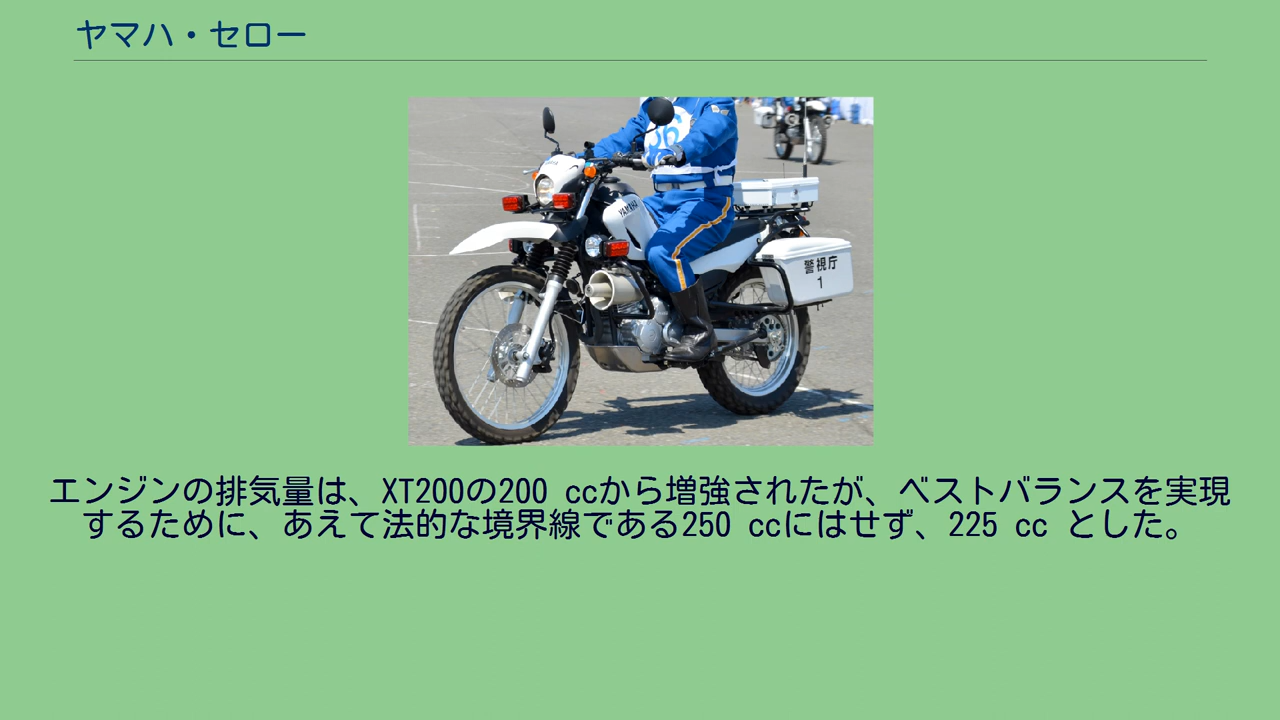 ヤマハ・セロー
YAMAHA
警視庁
1
エンジンの排気量は、XT200の200 ccから増強されたが、ベストバランスを実現
するために、あえて法的な境界線である250 ccにはせず、225 cc とした。